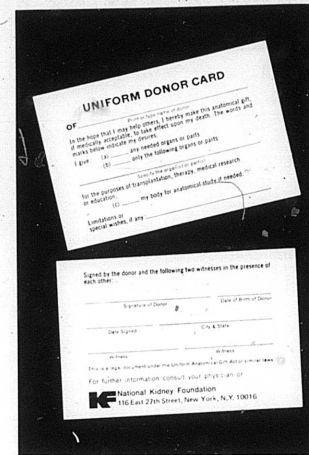 UNIFORM DONOR CARD
OF
Print or type name of donor
In the hope that I may help others, I hereby make this anatomical gift,
if medically acceptable, to take effect upon my death. The words and
marks below indicate my desires.
I give (a) ____ any needed organs or parts
(b) ____ only the following organs or parts
Specify the organ(s) or part(s)
for the purposes of transplantation, therapy, medical research
or education;
(c) ____ my body for anatomical study if needed.
Limitations or
special wishes, if any
Signed by the donor and the following two witnesses in the presence of
each other:
Signature of Donor Date of Birth of Donor
Date Signed City & State
Witness Witness
This is a legal document under the Uniform Anatomical Gift Act or similar laws.
For further information consult your physician or
National Kidney Foundation
116 East 27th Street, New York, N.Y. 10016